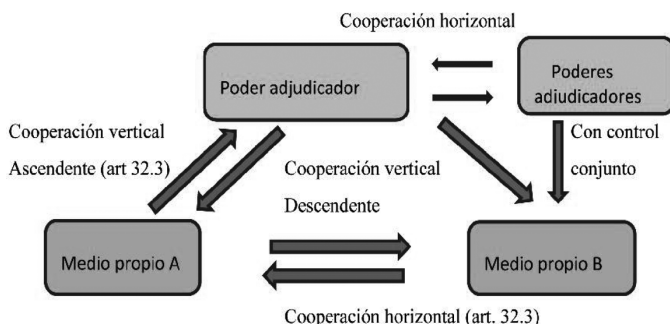 Cooperación horizontal
Poder adjudicador
Poderes
adiudicadores
Cooperación vertical
Ascendente (art 32.3)
Cooperación vertical
Descendente
Con control
conjunto
Medio propio A
Medio propio B
Cooperación horizontal (art. 32.3)